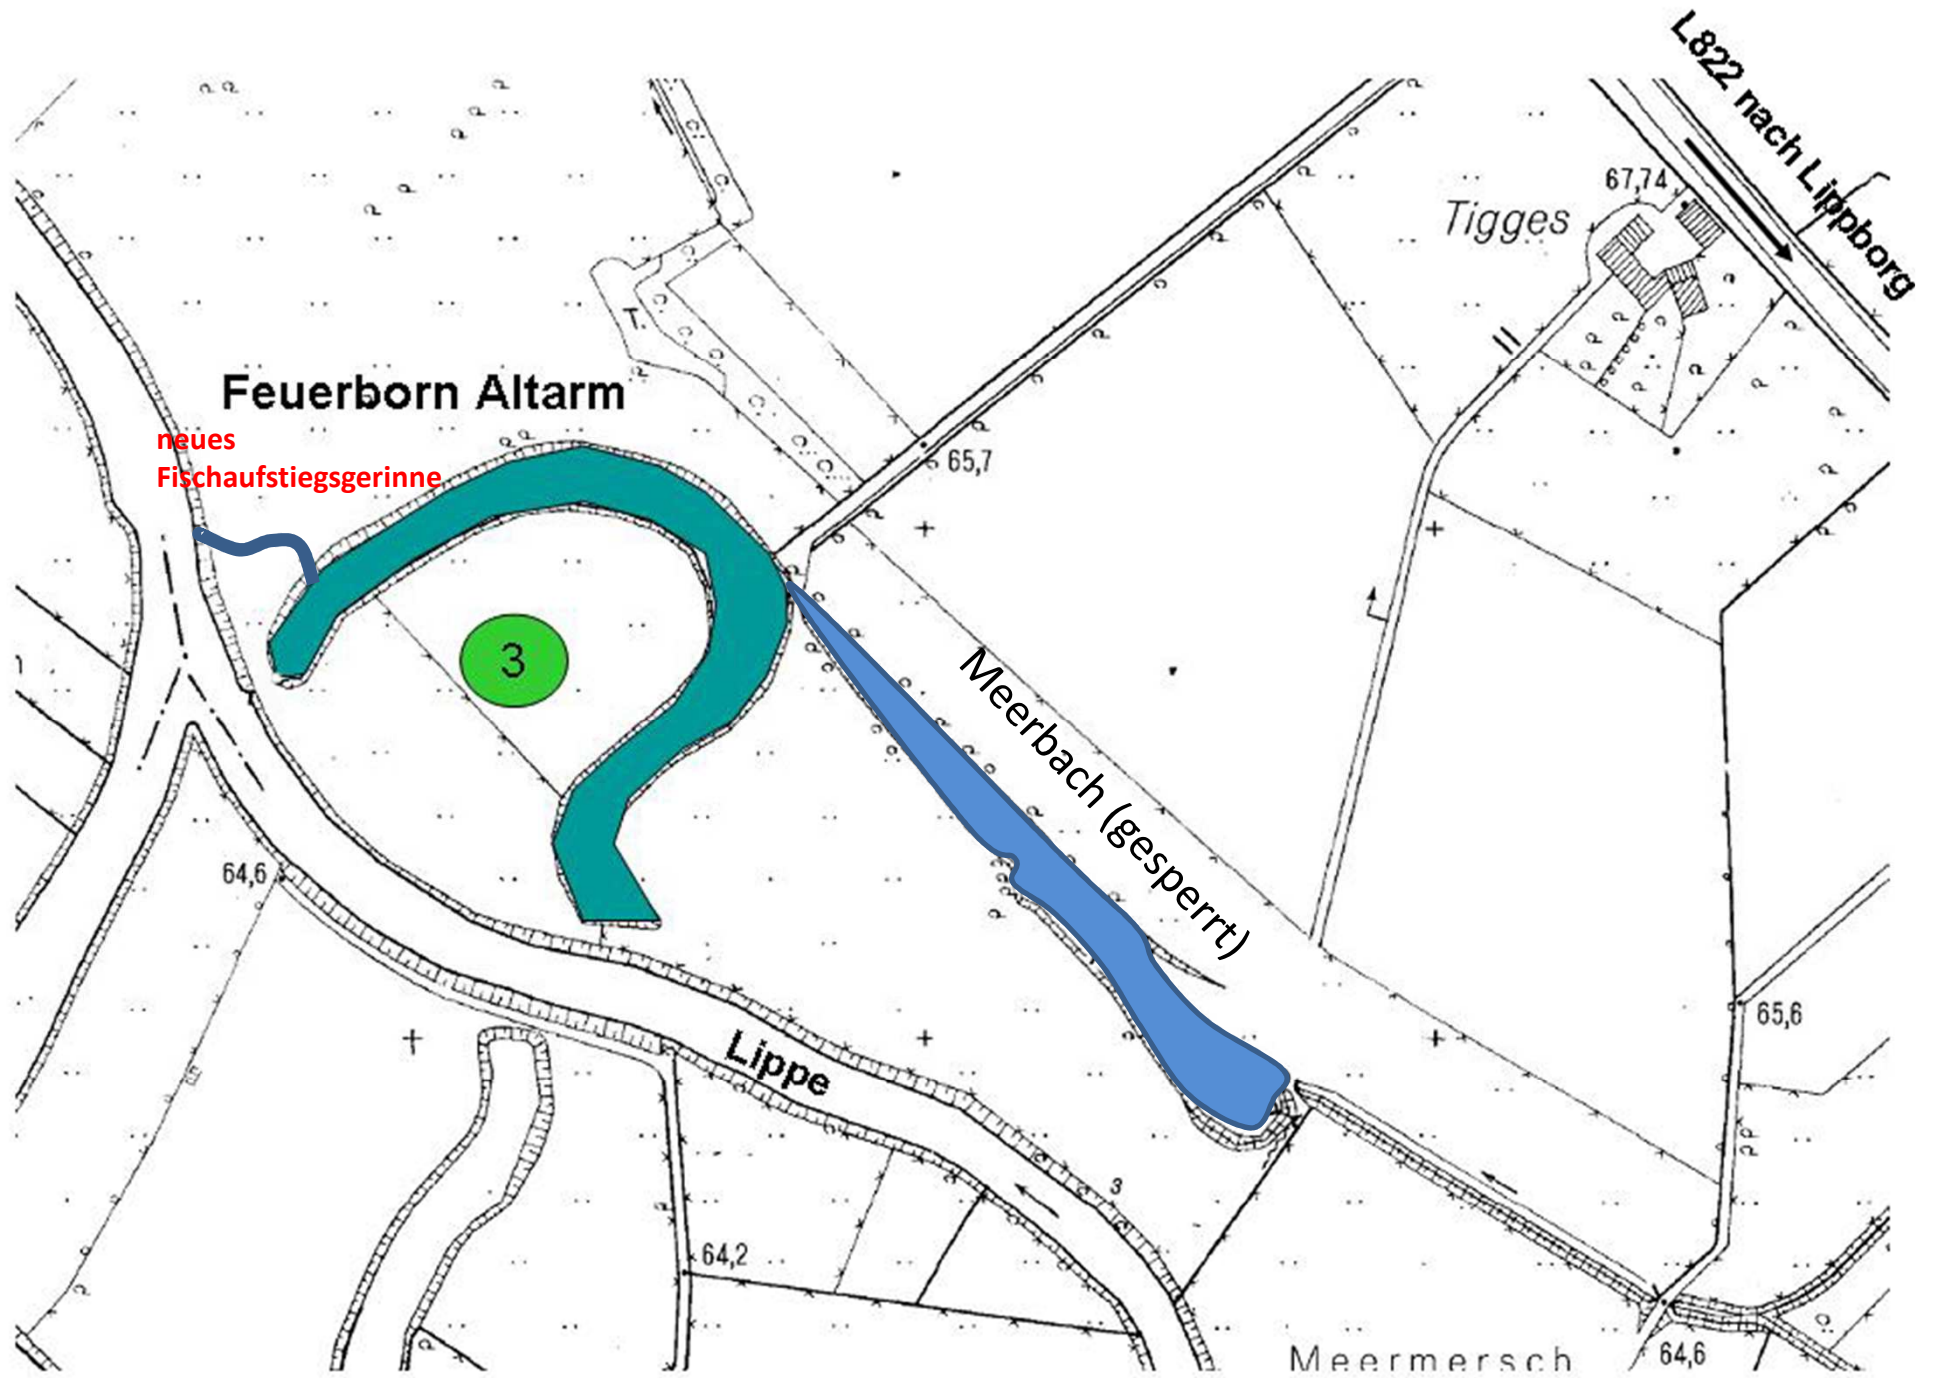 L822 nach Lippborg
67,74
Tigges
T.
Feuerborn Altarm
neues
Fischaufstiegsgerinne
65,7
3
Meerbach (gesperrt)
64,6
65,6
Lippe
3
64,2
Meermersch
64,6